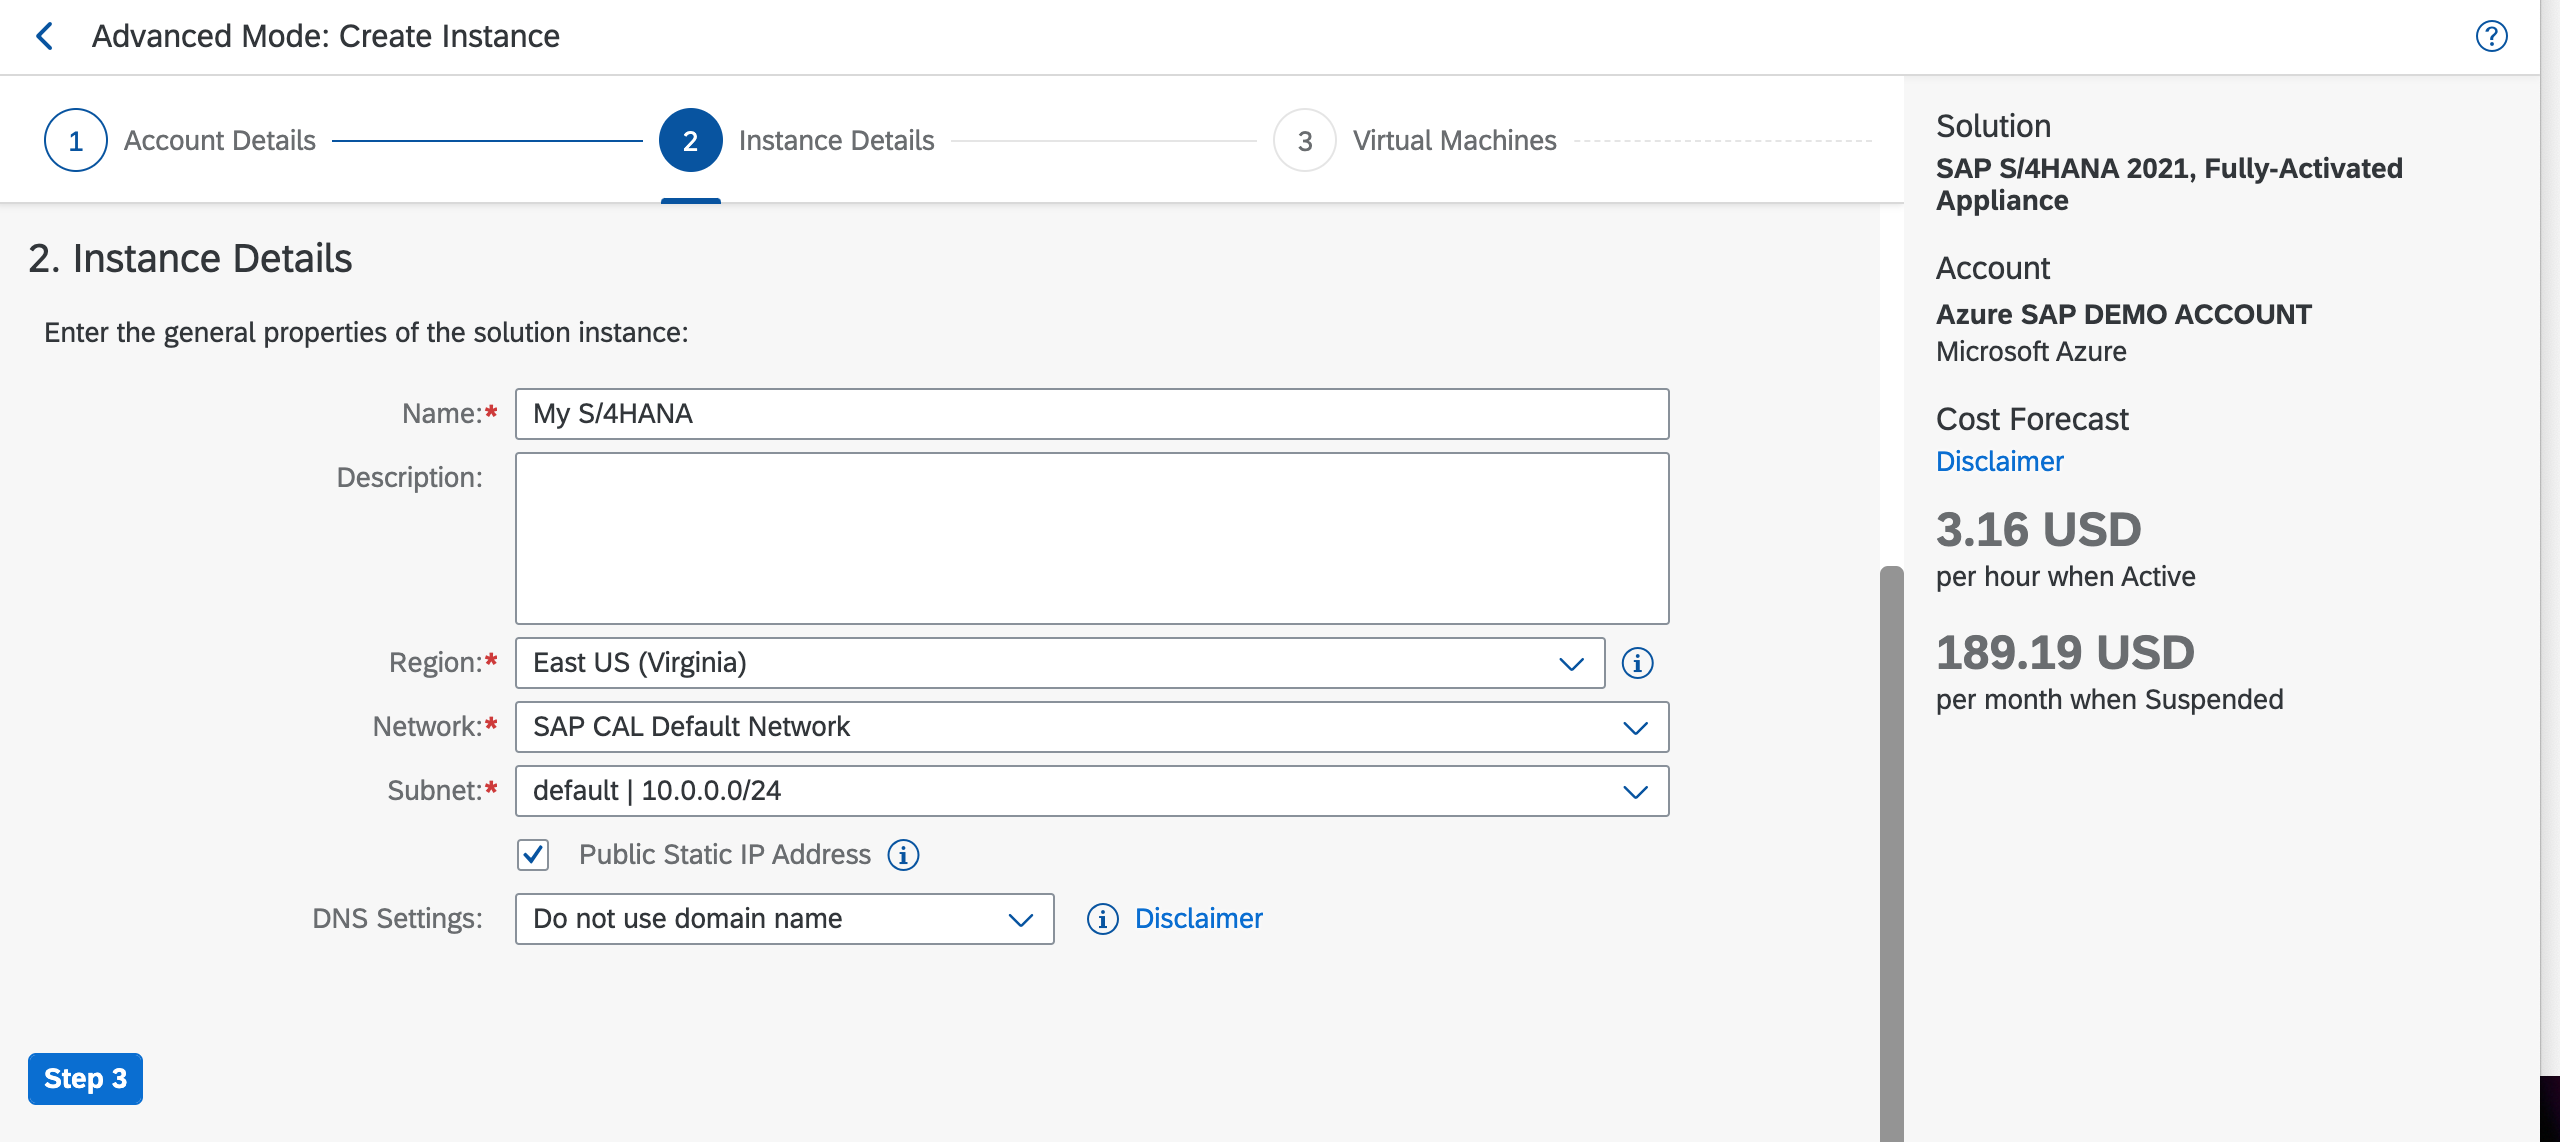 Advanced Mode: Create Instance
?
1 Account Details
2 Instance Details
3 Virtual Machines
2. Instance Details
Enter the general properties of the solution instance:
Name:* My S/4HANA
Description:
Region:* East US (Virginia) i
Network:* SAP CAL Default Network
Subnet:* default | 10.0.0.0/24
Public Static IP Address i
DNS Settings: Do not use domain name i Disclaimer
Step 3
Solution
SAP S/4HANA 2021, Fully-Activated
Appliance
Account
Azure SAP DEMO ACCOUNT
Microsoft Azure
Cost Forecast
Disclaimer
3.16 USD
per hour when Active
189.19 USD
per month when Suspended